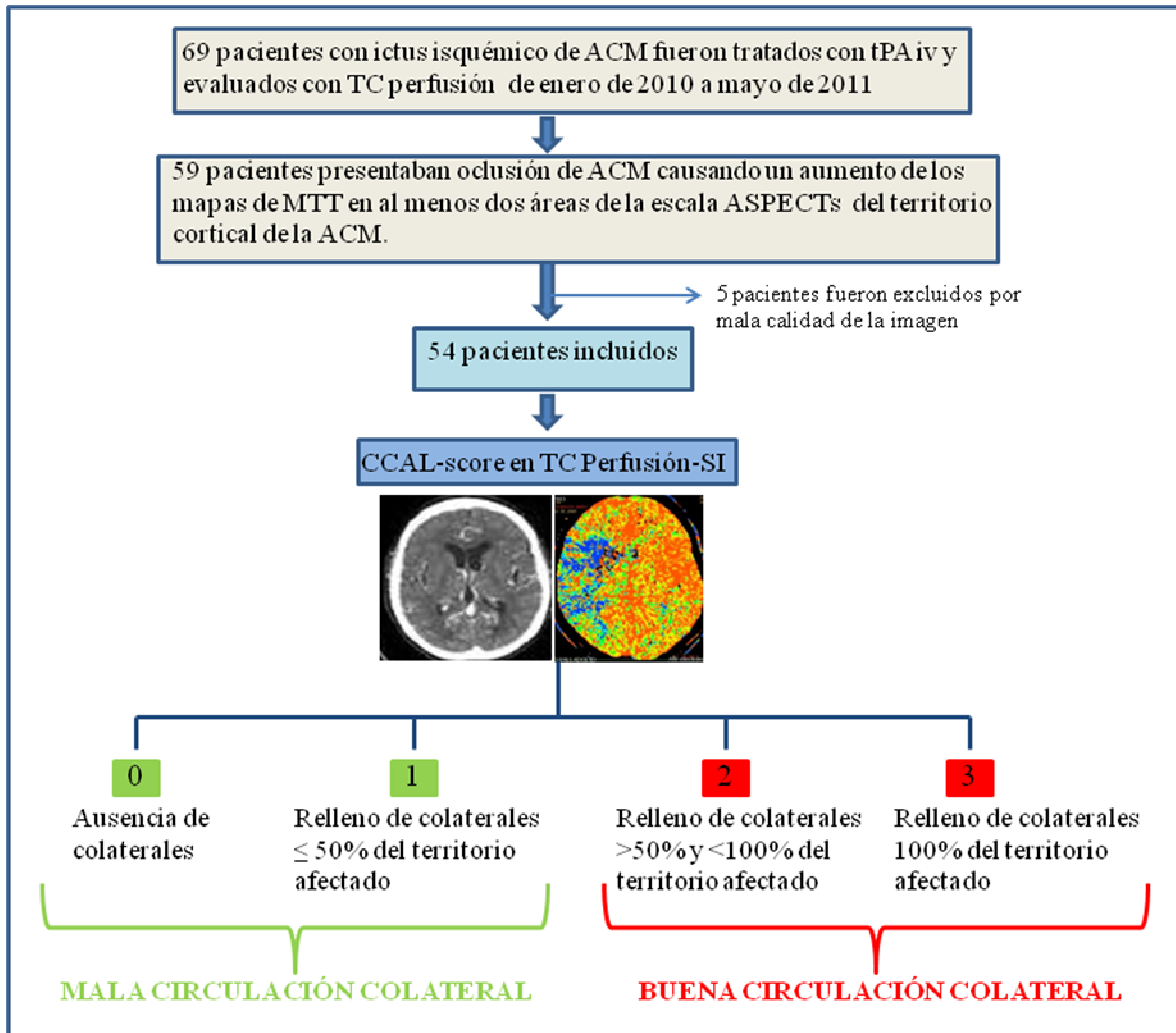 69 pacientes con ictus isquémico de ACM fueron tratados con tPA iv y
evaluados con TC perfusión de enero de 2010 a mayo de 2011
59 pacientes presentaban oclusión de ACM causando un aumento de los
mapas de MTT en al menos dos áreas de la escala ASPECTs del territorio
cortical de la ACM.
5 pacientes fueron excluidos por
mala calidad de la imagen
54 pacientes incluidos
CCAL-score en TC Perfusión-SI
0
Ausencia de
colaterales
1
Relleno de colaterales
≤ 50% del territorio
afectado
2
Relleno de colaterales
>50% y <100% del
territorio afectado
3
Relleno de colaterales
100% del territorio
afectado
MALA CIRCULACIÓN COLATERAL
BUENA CIRCULACIÓN COLATERAL